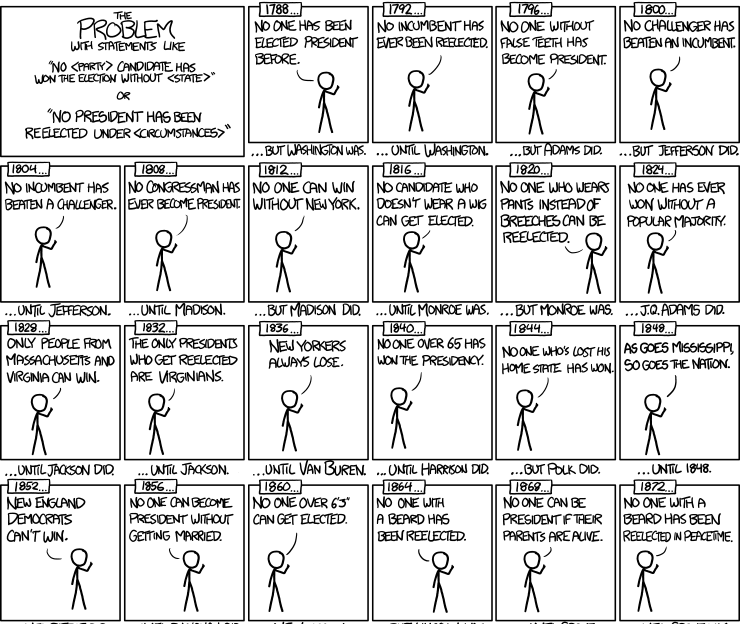 THE
PROBLEM
WITH STATEMENTS LIKE
"NO <PARTY> CANDIDATE HAS
WON THE ELECTION WITHOUT <STATE>"
OR
"NO PRESIDENT HAS BEEN
REELECTED UNDER <CIRCUMSTANCES>"
1788...
NO ONE HAS BEEN
ELECTED PRESIDENT
BEFORE.
...BUT WASHINGTON WAS.
1792...
NO INCUMBENT HAS
EVER BEEN REELECTED.
...UNTIL WASHINGTON.
1796...
NO ONE WITHOUT
FALSE TEETH HAS
BECOME PRESIDENT.
...BUT ADAMS DID.
1800...
NO CHALLENGER HAS
BEATEN AN INCUMBENT.
...BUT JEFFERSON DID.
1804...
NO INCUMBENT HAS
BEATEN A CHALLENGER.
...UNTIL JEFFERSON.
1808...
NO CONGRESSMAN HAS
EVER BECOME PRESIDENT.
...UNTIL MADISON.
1812...
NO ONE CAN WIN
WITHOUT NEW YORK.
...BUT MADISON DID.
1816...
NO CANDIDATE WHO
DOESN'T WEAR A WIG
CAN GET ELECTED.
...UNTIL MONROE WAS.
1820...
NO ONE WHO WEARS
PANTS INSTEAD OF
BREECHES CAN BE
REELECTED.
...BUT MONROE WAS.
1824...
NO ONE HAS EVER
WON WITHOUT A
POPULAR MAJORITY.
...J.Q. ADAMS DID.
1828...
ONLY PEOPLE FROM
MASSACHUSETTS AND
VIRGINIA CAN WIN.
...UNTIL JACKSON DID.
1832...
THE ONLY PRESIDENTS
WHO GET REELECTED
ARE VIRGINIANS.
...UNTIL JACKSON.
1836...
NEW YORKERS
ALWAYS LOSE.
...UNTIL VAN BUREN.
1840...
NO ONE OVER 65 HAS
WON THE PRESIDENCY.
...UNTIL HARRISON DID.
1844...
NO ONE WHO'S LOST HIS
HOME STATE HAS WON.
...BUT POLK DID.
1848...
AS GOES MISSISSIPPI,
SO GOES THE NATION.
...UNTIL 1848.
1852...
NEW ENGLAND
DEMOCRATS
CAN'T WIN.
1856...
NO ONE CAN BECOME
PRESIDENT WITHOUT
GETTING MARRIED.
1860...
NO ONE OVER 6'3"
CAN GET ELECTED.
1864...
NO ONE WITH
A BEARD HAS
BEEN REELECTED.
1868...
NO ONE CAN BE
PRESIDENT IF THEIR
PARENTS ARE ALIVE.
1872...
NO ONE WITH A
BEARD HAS BEEN
REELECTED IN PEACETIME.